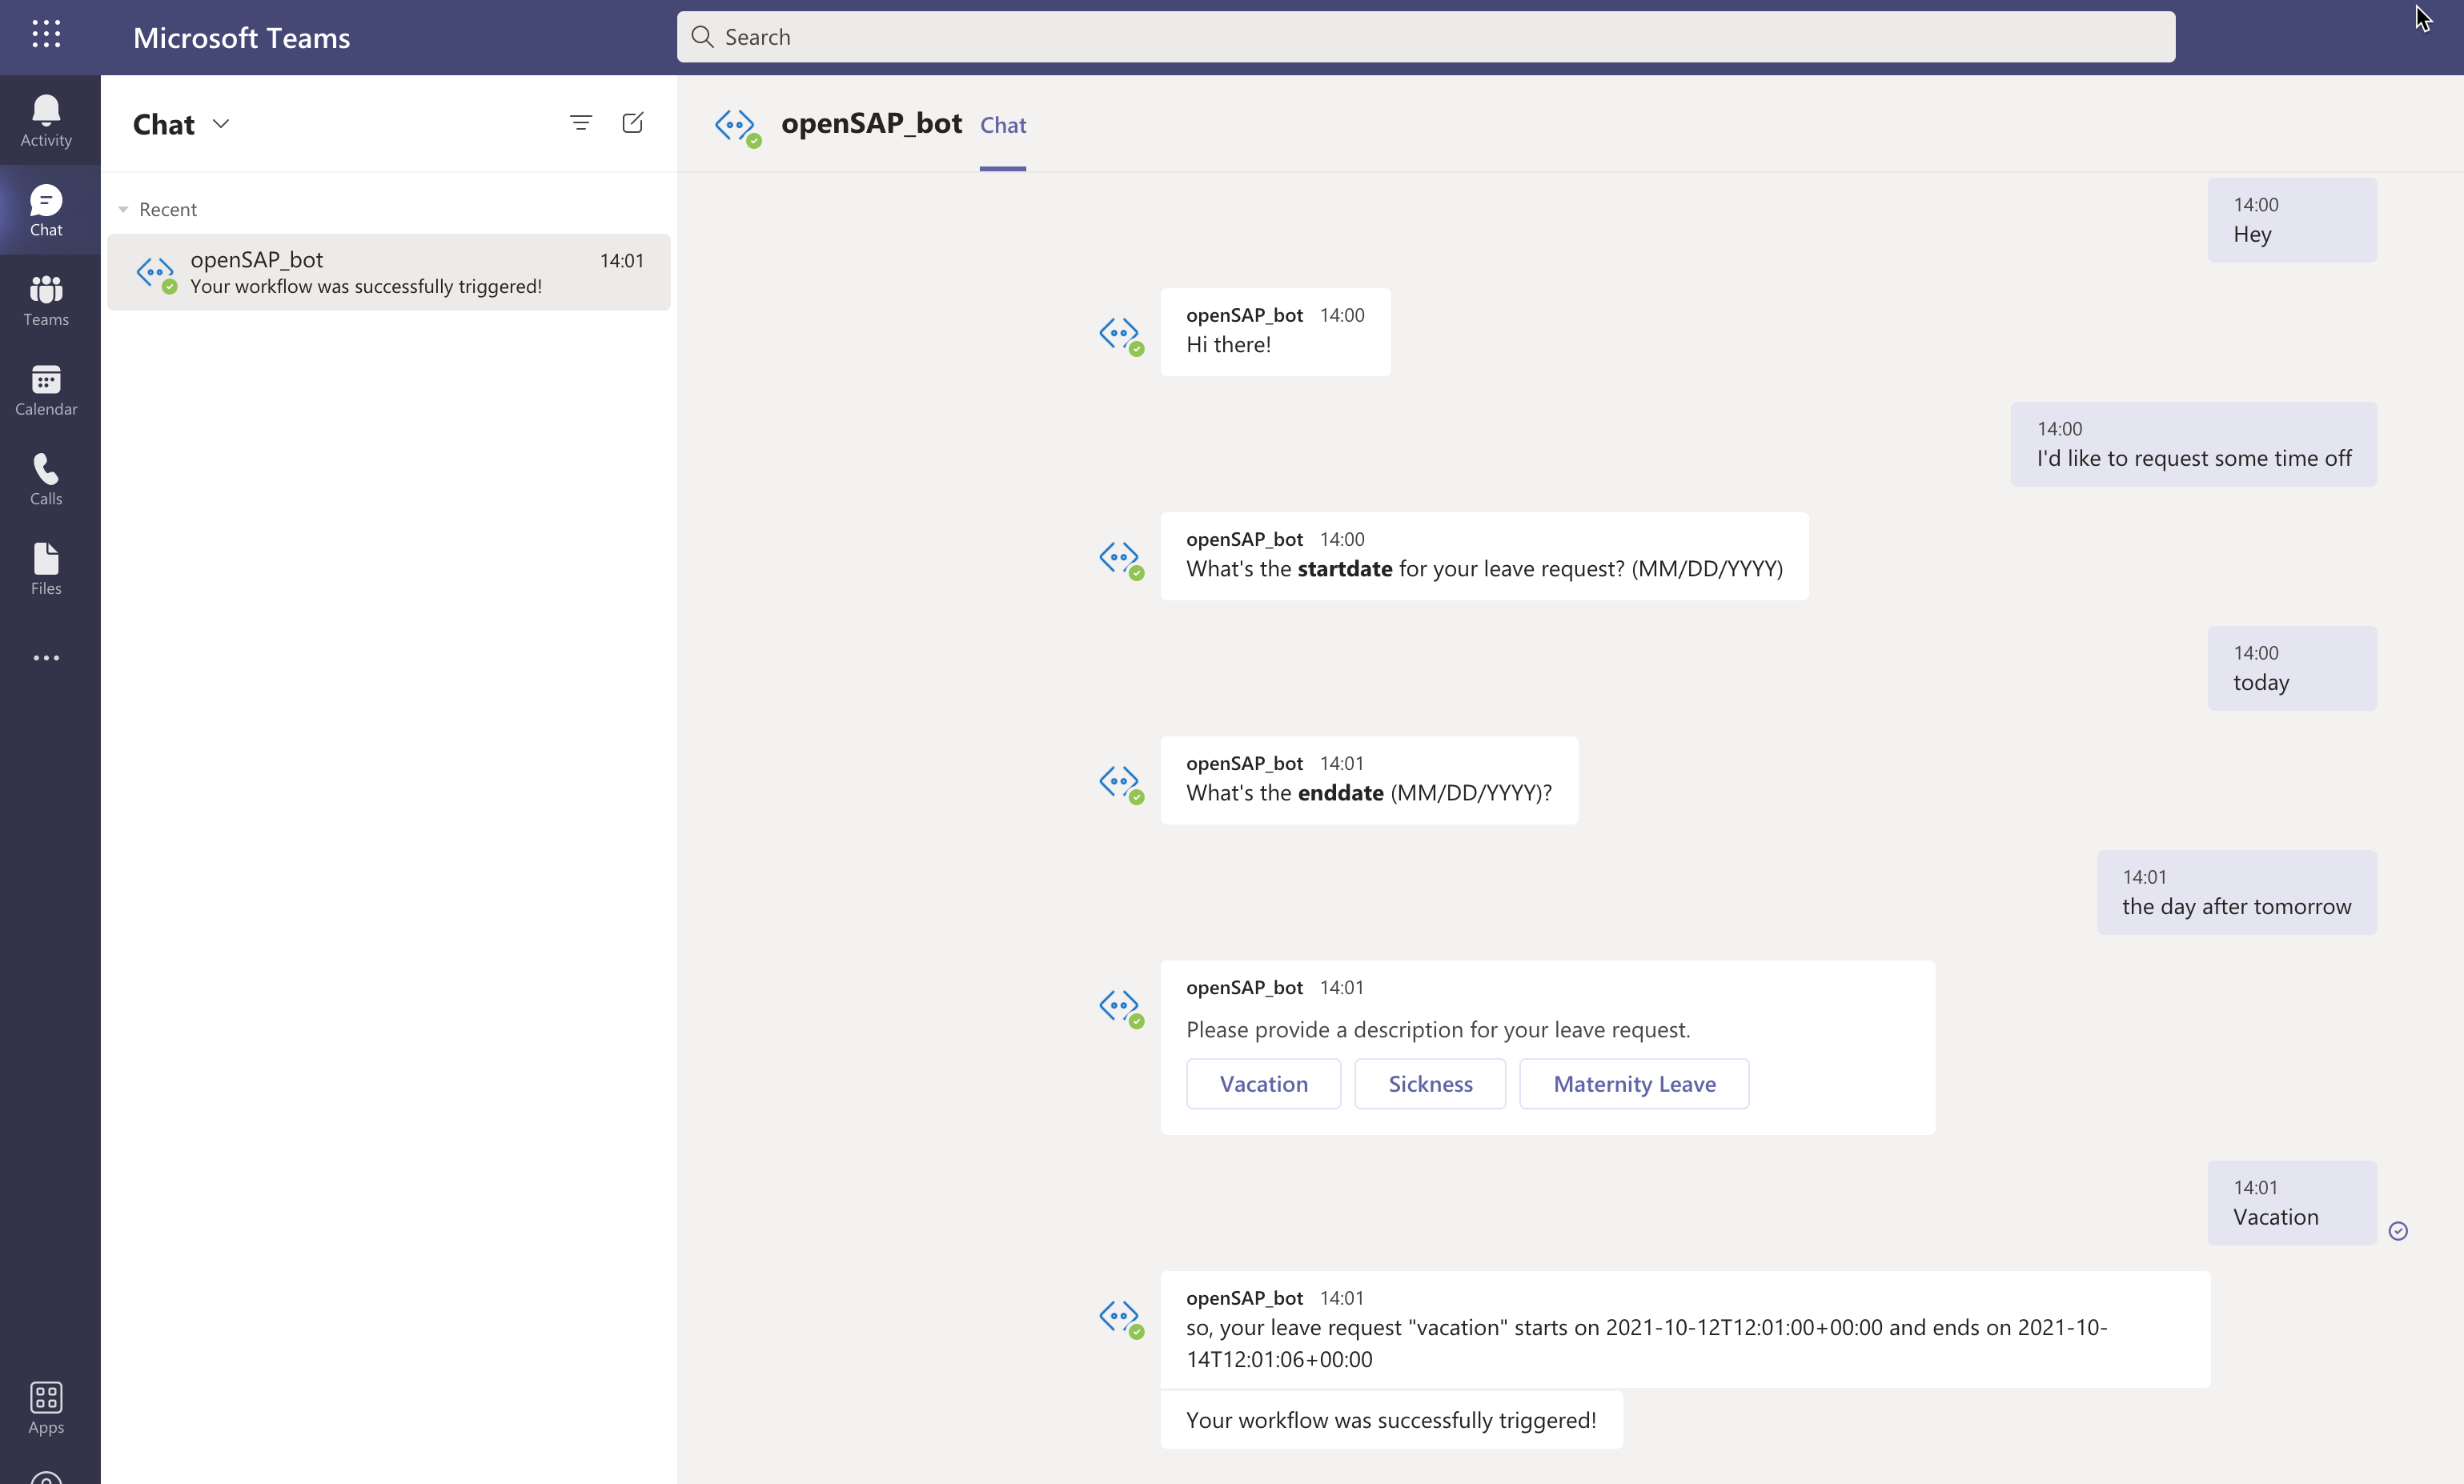 Microsoft Teams
Search
Activity
Chat
Teams
Calendar
Calls
Files
Apps
Chat
Recent
openSAP_bot 14:01
Your workflow was successfully triggered!
openSAP_bot Chat
14:00
Hey
openSAP_bot 14:00
Hi there!
14:00
I'd like to request some time off
openSAP_bot 14:00
What's the startdate for your leave request? (MM/DD/YYYY)
14:00
today
openSAP_bot 14:01
What's the enddate (MM/DD/YYYY)?
14:01
the day after tomorrow
openSAP_bot 14:01
Please provide a description for your leave request.
Vacation Sickness Maternity Leave
14:01
Vacation
openSAP_bot 14:01
so, your leave request "vacation" starts on 2021-10-12T12:01:00+00:00 and ends on 2021-10-
14T12:01:06+00:00
Your workflow was successfully triggered!